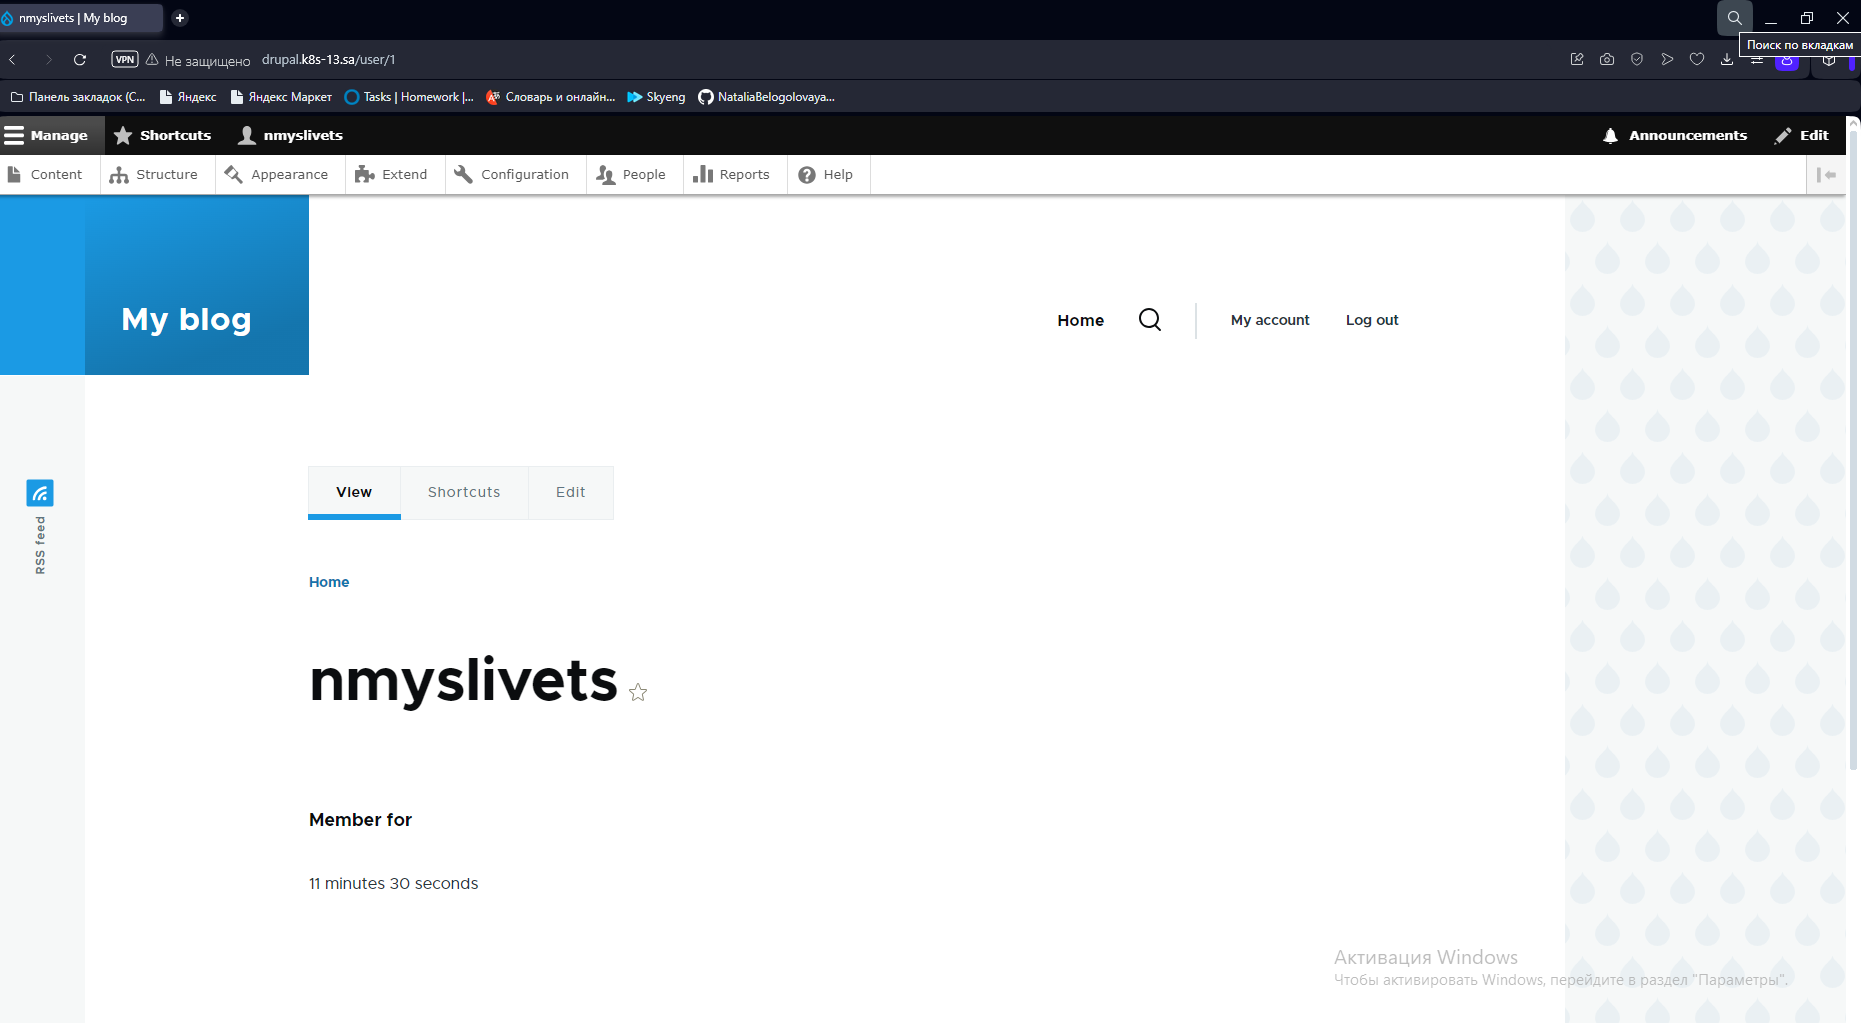 nmyslivets | My blog
Поиск по вкладкам
VPN Не защищено drupal.k8s-13.sa/user/1
Панель закладок (С... Яндекс Яндекс Маркет Tasks | Homework |... Словарь и онлайн... Skyeng NataliaBelogolovaya...
Manage Shortcuts nmyslivets Announcements Edit
Content Structure Appearance Extend Configuration People Reports Help
My blog Home My account Log out
View Shortcuts Edit
RSS feed
Home
nmyslivets
Member for
11 minutes 30 seconds
Активация Windows
Чтобы активировать Windows, перейдите в раздел "Параметры".